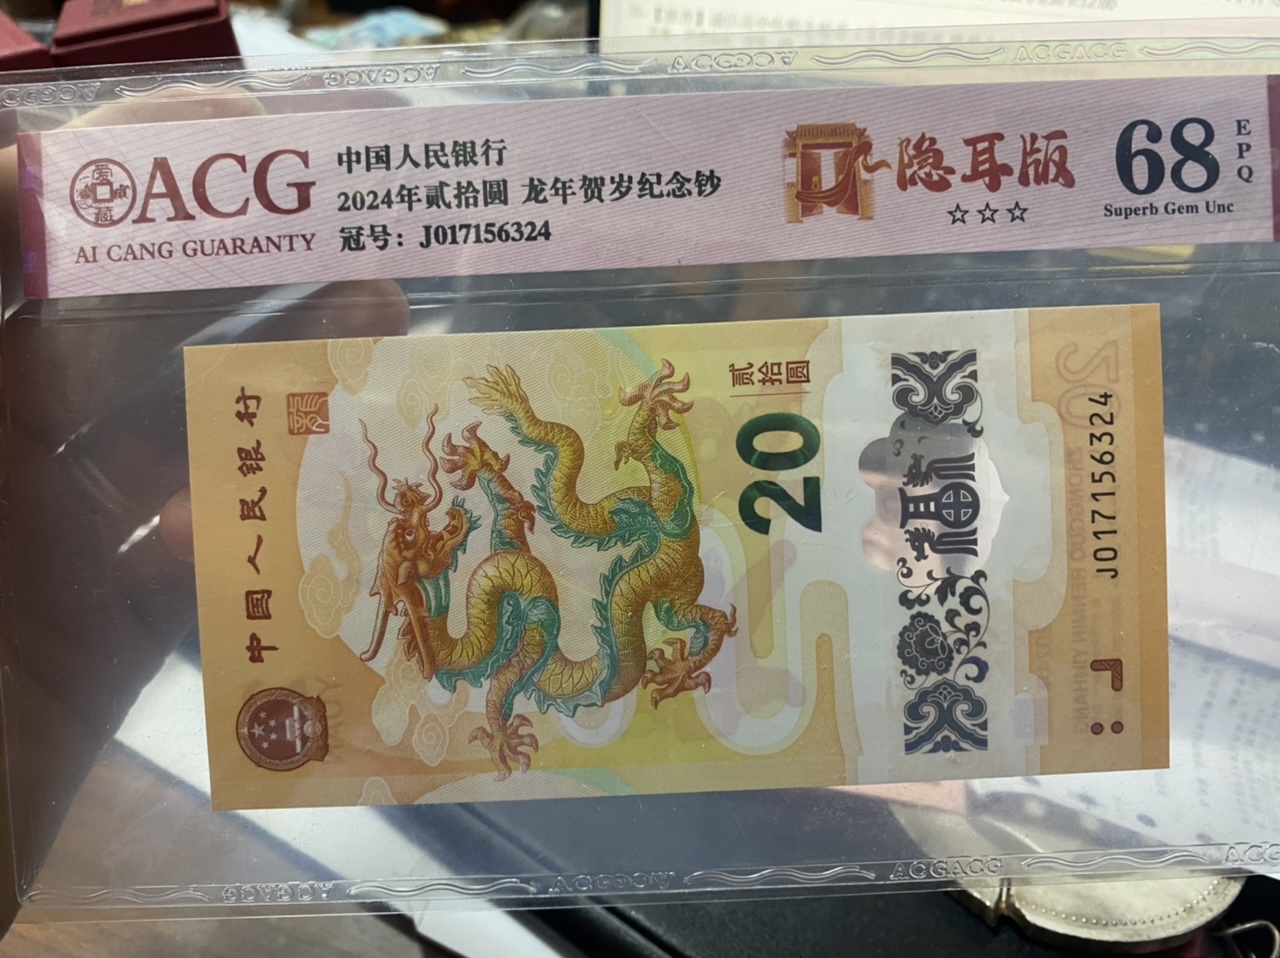 ACG
AI CANG GUARANTY
中国人民银行
2024年贰拾圆 龙年贺岁纪念钞
冠号：J017156324
隐耳版
☆☆☆
68
EPQ
Superb Gem Unc
中国人民银行
贰拾圆
20
J017156324
ACGACG
ACGACG